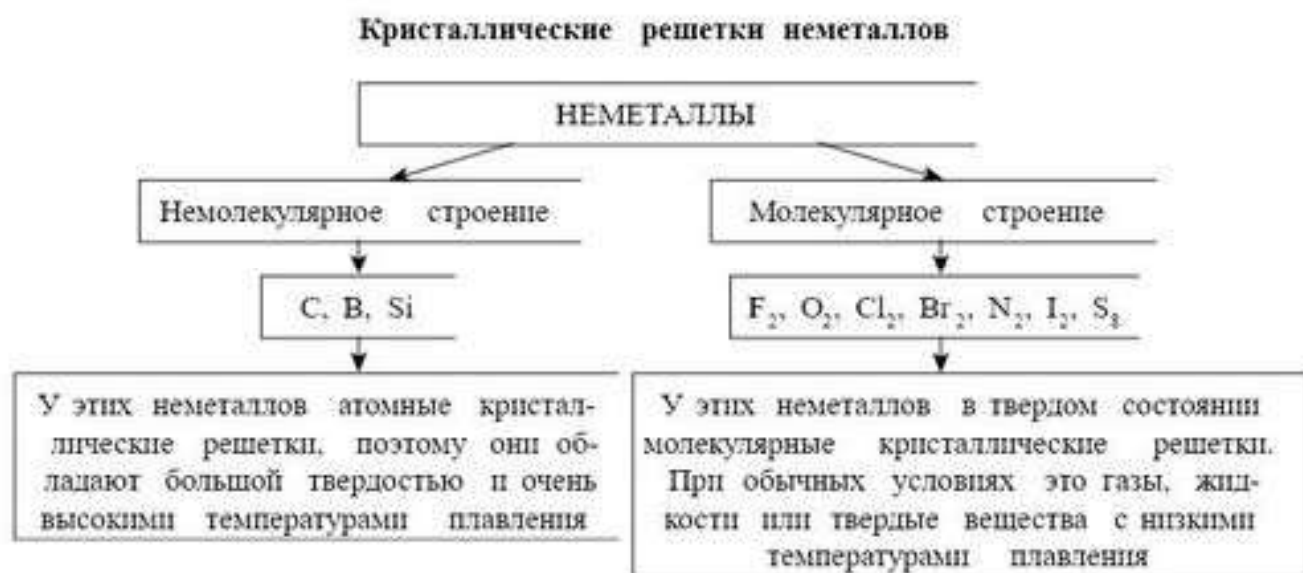 Кристаллические решетки неметаллов
НЕМЕТАЛЛЫ
Немолекулярное строение
Молекулярное строение
C, B, Si
F₂, O₂, Cl₂, Br₂, N₂, I₂, S₈
У этих неметаллов атомные кристал-
лические решетки, поэтому они об-
ладают большой твердостью и очень
высокими температурами плавления
У этих неметаллов в твердом состоянии
молекулярные кристаллические решетки.
При обычных условиях это газы, жид-
кости или твердые вещества с низкими
температурами плавления